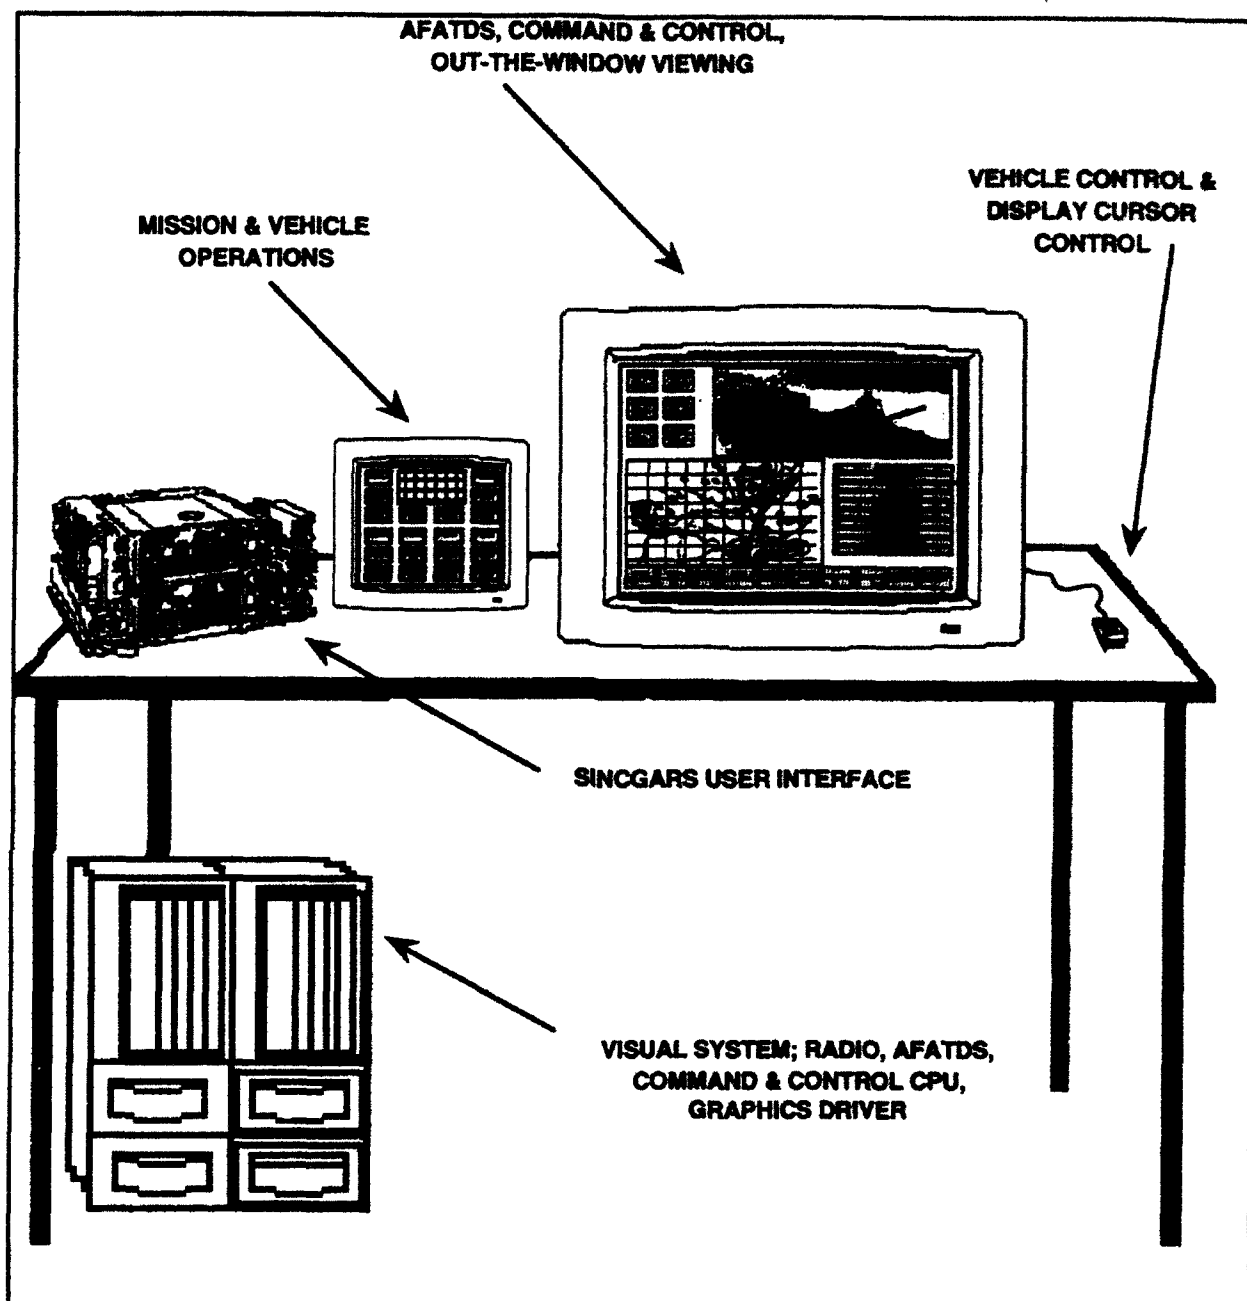 AFATDS, COMMAND & CONTROL,
OUT-THE-WINDOW VIEWING
VEHICLE CONTROL &
DISPLAY CURSOR
CONTROL
MISSION & VEHICLE
OPERATIONS
SINCGARS USER INTERFACE
VISUAL SYSTEM; RADIO, AFATDS,
COMMAND & CONTROL CPU,
GRAPHICS DRIVER